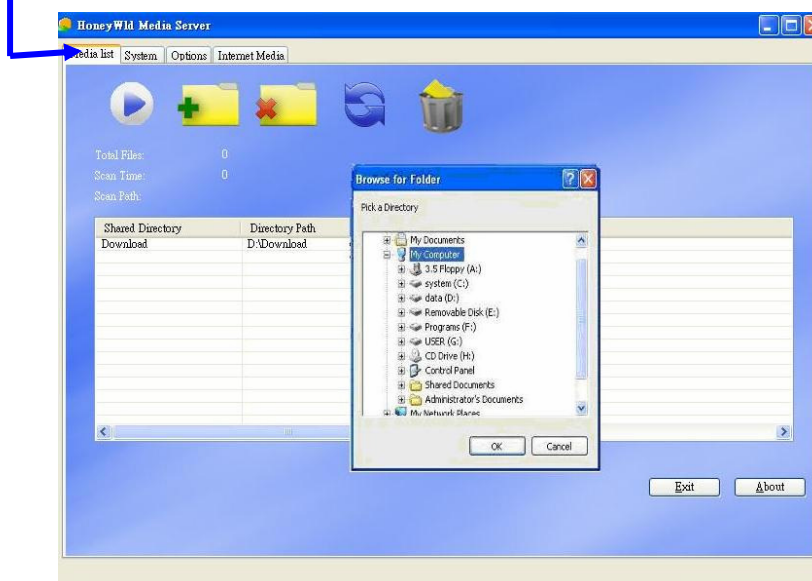 HoneyWld Media Server
Media list System Options Internet Media
Total Files: 0
Scan Time: 0
Scan Path:
Shared Directory Directory Path
Download D:\Download
Browse for Folder
Pick a Directory
My Documents
My Computer
3.5 Floppy (A:)
system (C:)
data (D:)
Removable Disk (E:)
Programs (F:)
USER (G:)
CD Drive (H:)
Control Panel
Shared Documents
Administrator's Documents
My Network Places
OK Cancel
Exit About